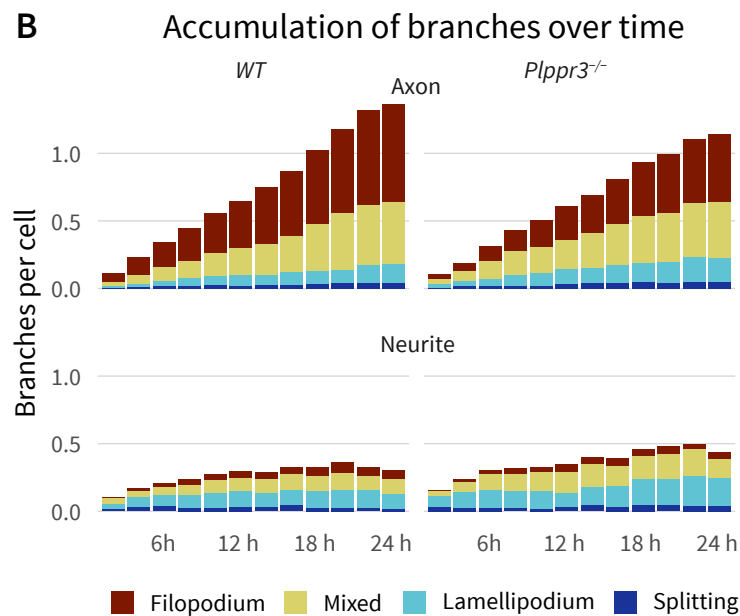 B Accumulation of branches over time
WT Plppr3⁻/⁻
Axon
1.0
0.5
0.0
Neurite
1.0
0.5
0.0
Branches per cell
6h 12 h 18 h 24 h 6h 12 h 18 h 24 h
Filopodium Mixed Lamellipodium Splitting